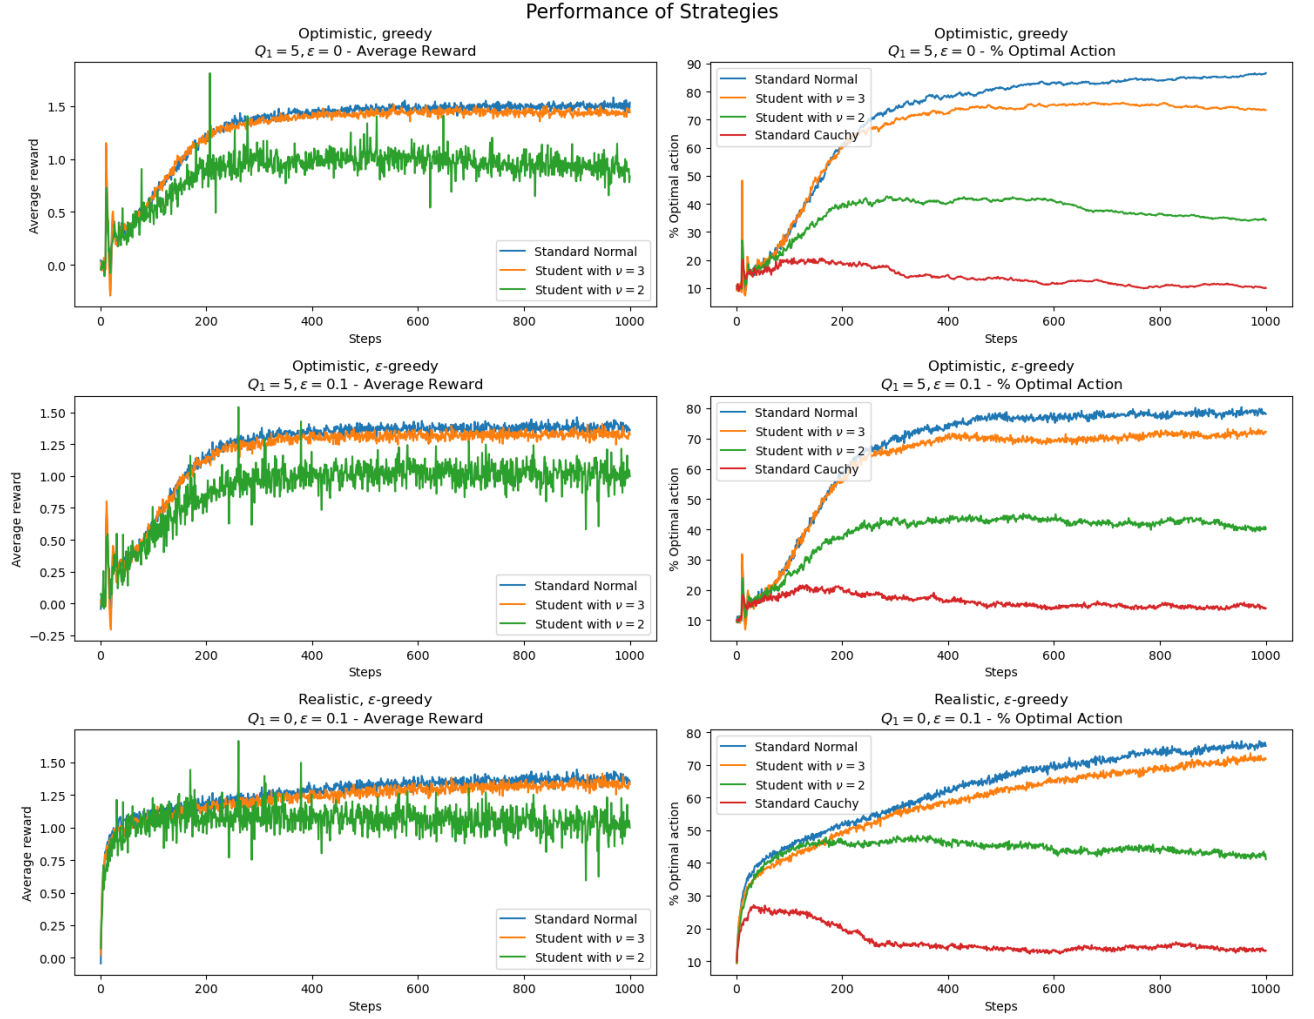 Performance of Strategies
Optimistic, greedy
Q₁ = 5, ε = 0 - Average Reward
Average reward
1.5
1.0
0.5
0.0
Standard Normal
Student with ν = 3
Student with ν = 2
0 200 400 600 800 1000
Steps
Optimistic, greedy
Q₁ = 5, ε = 0 - % Optimal Action
% Optimal action
90
80
70
60
50
40
30
20
10
Standard Normal
Student with ν = 3
Student with ν = 2
Standard Cauchy
0 200 400 600 800 1000
Steps
Optimistic, ε-greedy
Q₁ = 5, ε = 0.1 - Average Reward
Average reward
1.50
1.25
1.00
0.75
0.50
0.25
0.00
−0.25
Standard Normal
Student with ν = 3
Student with ν = 2
0 200 400 600 800 1000
Steps
Optimistic, ε-greedy
Q₁ = 5, ε = 0.1 - % Optimal Action
% Optimal action
80
70
60
50
40
30
20
10
Standard Normal
Student with ν = 3
Student with ν = 2
Standard Cauchy
0 200 400 600 800 1000
Steps
Realistic, ε-greedy
Q₁ = 0, ε = 0.1 - Average Reward
Average reward
1.50
1.25
1.00
0.75
0.50
0.25
0.00
Standard Normal
Student with ν = 3
Student with ν = 2
0 200 400 600 800 1000
Steps
Realistic, ε-greedy
Q₁ = 0, ε = 0.1 - % Optimal Action
% Optimal action
80
70
60
50
40
30
20
10
Standard Normal
Student with ν = 3
Student with ν = 2
Standard Cauchy
0 200 400 600 800 1000
Steps